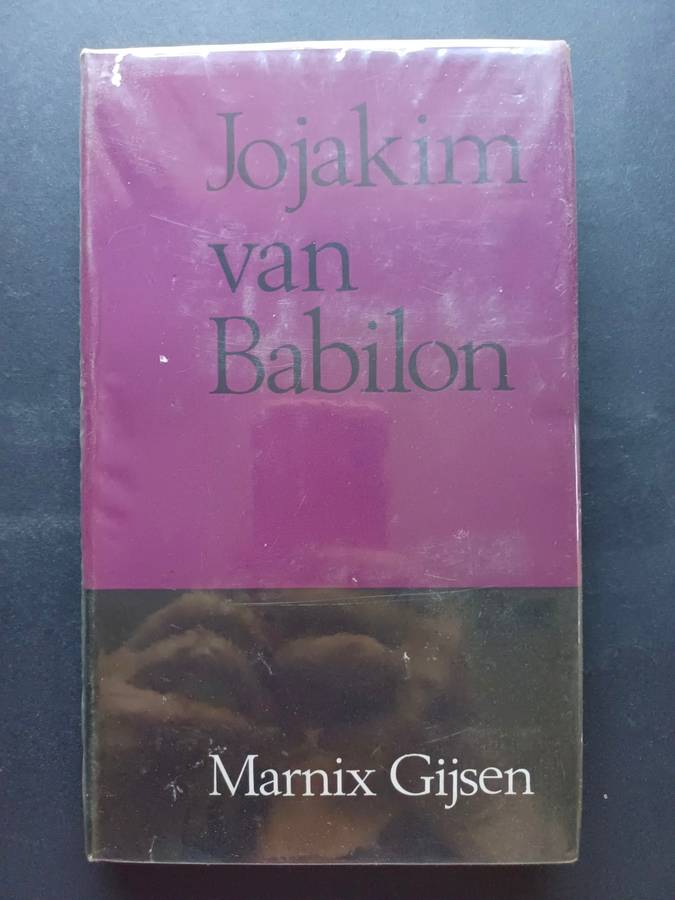 Jojakim
van
Babilon
Marnix Gijsen